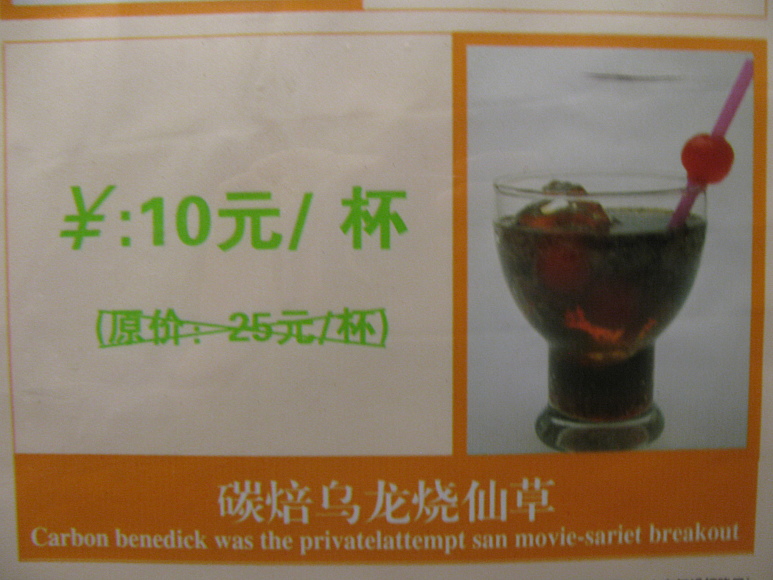 ¥:10元/ 杯
(原价：25元/杯)
碳焙乌龙烧仙草
Carbon benedick was the privatelattempt san movie-sariet breakout